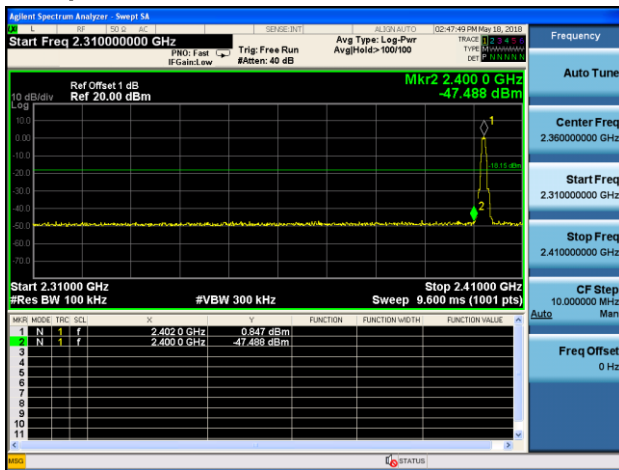 Agilent Spectrum Analyzer - Swept SA
L RF 50 Ω AC SENSE:INT ALIGN AUTO 02:47:49 PM May 18, 2018
Start Freq 2.310000000 GHz
PNO: Fast
IFGain:Low
Trig: Free Run
#Atten: 40 dB
Avg Type: Log-Pwr
Avg|Hold:>100/100
TRACE 1 2 3 4 5 6
TYPE M
DET P N N N N N
Frequency
Auto Tune
Ref Offset 1 dB
10 dB/div Ref 20.00 dBm
Log
Mkr2 2.400 0 GHz
-47.488 dBm
10.0
0.00
-10.0
-20.0
-30.0
-40.0
-50.0
-60.0
-70.0
1
2
Center Freq
2.360000000 GHz
Start Freq
2.310000000 GHz
Stop Freq
2.410000000 GHz
Start 2.31000 GHz Stop 2.41000 GHz
#Res BW 100 kHz #VBW 300 kHz Sweep 9.600 ms (1001 pts)
CF Step
10.000000 MHz
Auto Man
MKR MODE TRC SCL X Y FUNCTION FUNCTION WIDTH FUNCTION VALUE
1 N 1 f 2.402 0 GHz 0.847 dBm
2 N 1 f 2.400 0 GHz -47.488 dBm
3
4
5
6
7
8
9
10
11
Freq Offset
0 Hz
MSG STATUS